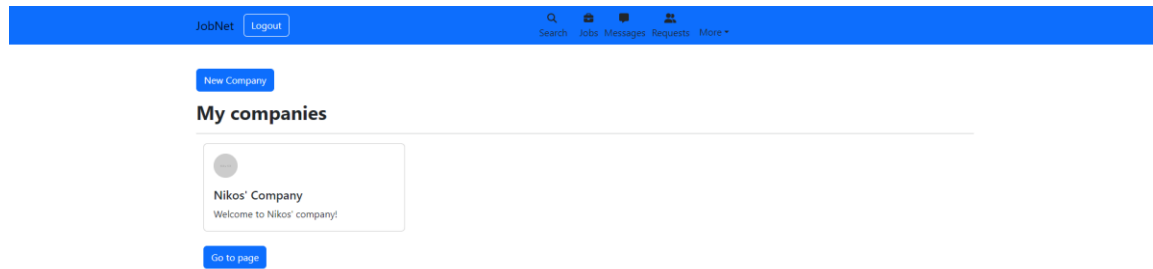 JobNet Logout Search Jobs Messages Requests More
New Company
My companies
Nikos' Company
Welcome to Nikos' company!
Go to page